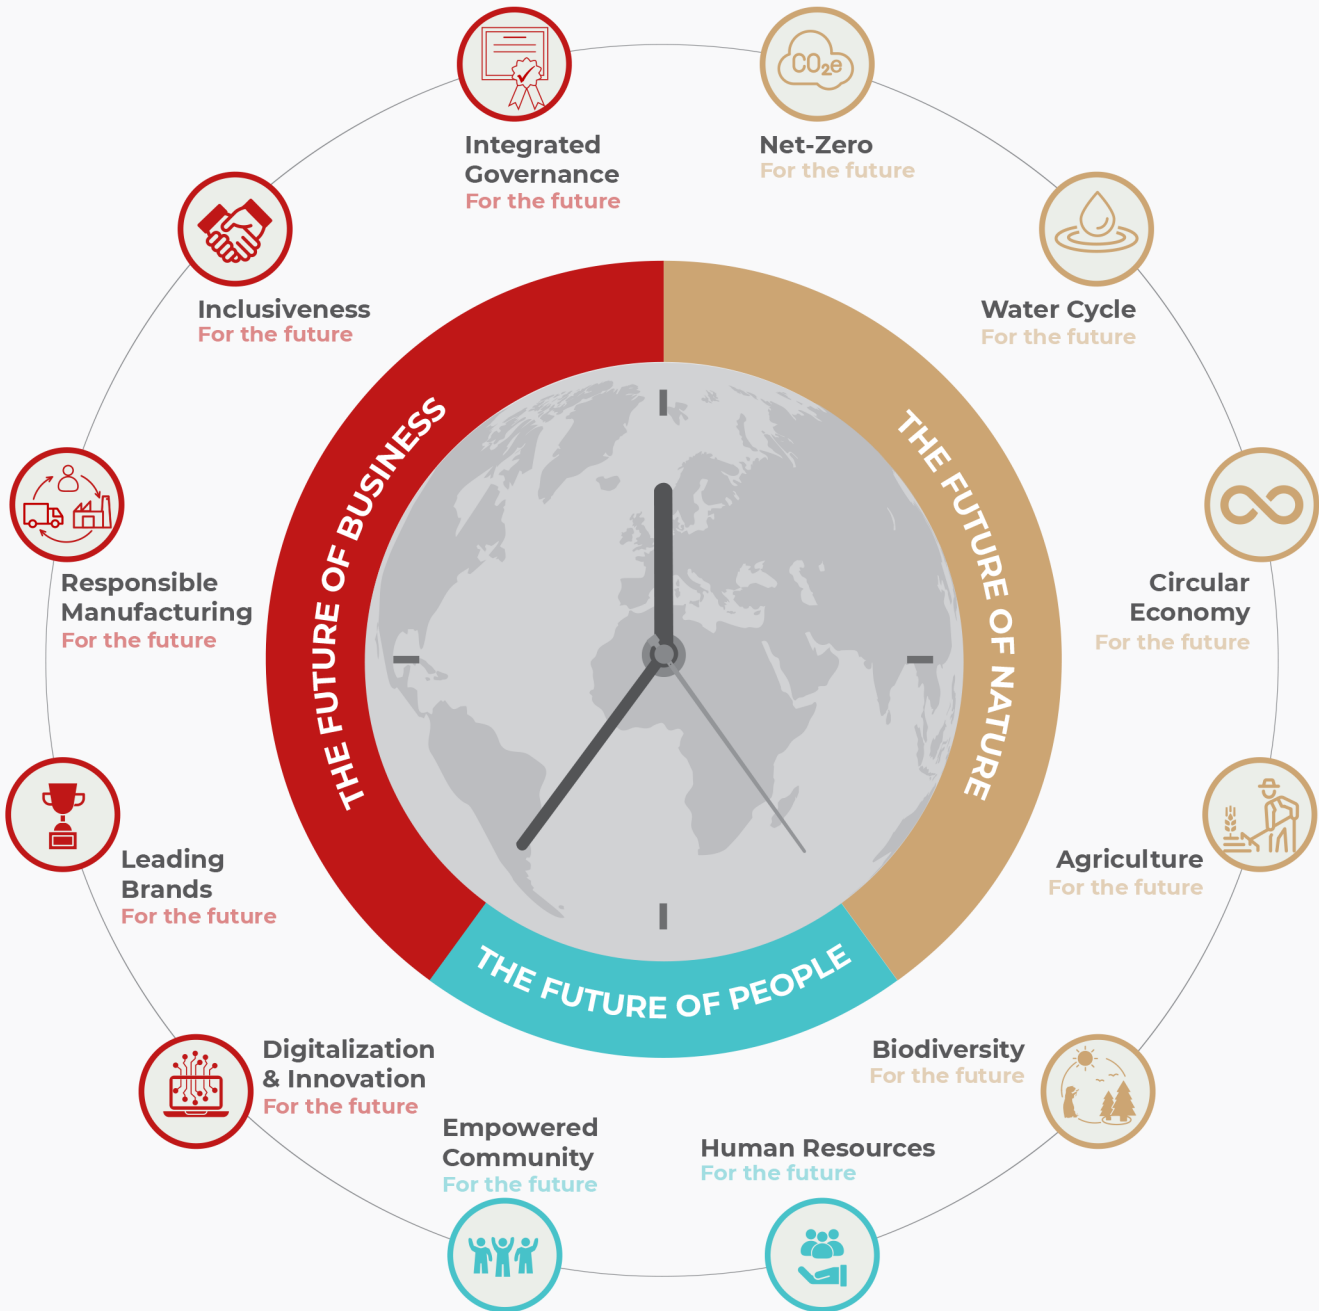 Integrated
Governance
For the future
Net-Zero
For the future
CO₂e
Inclusiveness
For the future
Water Cycle
For the future
THE FUTURE OF BUSINESS
THE FUTURE OF NATURE
Responsible
Manufacturing
For the future
Circular
Economy
For the future
Leading
Brands
For the future
Agriculture
For the future
THE FUTURE OF PEOPLE
Digitalization
& Innovation
For the future
Biodiversity
For the future
Empowered
Community
For the future
Human Resources
For the future